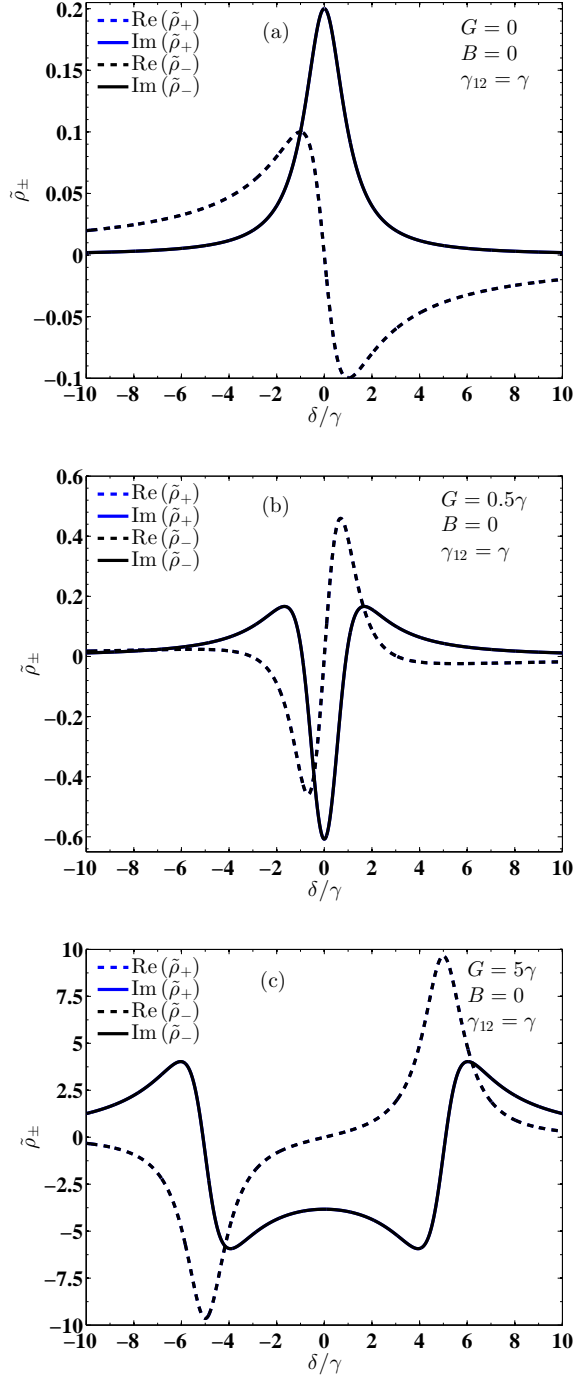 0.2
0.15
0.1
0.05
0
−0.05
−0.1
ρ̃±
Re(ρ̃+)
Im(ρ̃+)
Re(ρ̃−)
Im(ρ̃−)
(a)
G = 0
B = 0
γ12 = γ
−10 −8 −6 −4 −2 0 2 4 6 8 10
δ/γ
0.6
0.4
0.2
0
−0.2
−0.4
−0.6
ρ̃±
Re(ρ̃+)
Im(ρ̃+)
Re(ρ̃−)
Im(ρ̃−)
(b)
G = 0.5γ
B = 0
γ12 = γ
−10 −8 −6 −4 −2 0 2 4 6 8 10
δ/γ
10
7.5
5
2.5
0
−2.5
−5
−7.5
−10
ρ̃±
Re(ρ̃+)
Im(ρ̃+)
Re(ρ̃−)
Im(ρ̃−)
(c)
G = 5γ
B = 0
γ12 = γ
−10 −8 −6 −4 −2 0 2 4 6 8 10
δ/γ